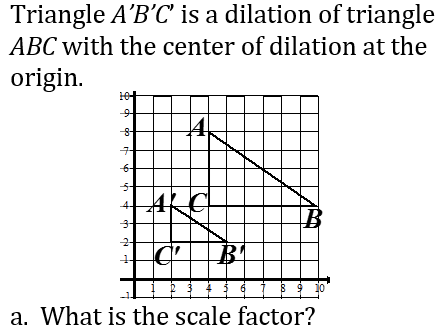 Triangle A'B'C' is a dilation of triangle
ABC with the center of dilation at the
origin.
10
9
8
A
7
6
5
4
A' C
3
B
2
1
C' B'
1 2 3 4 5 6 7 8 9 10
-1
a. What is the scale factor?